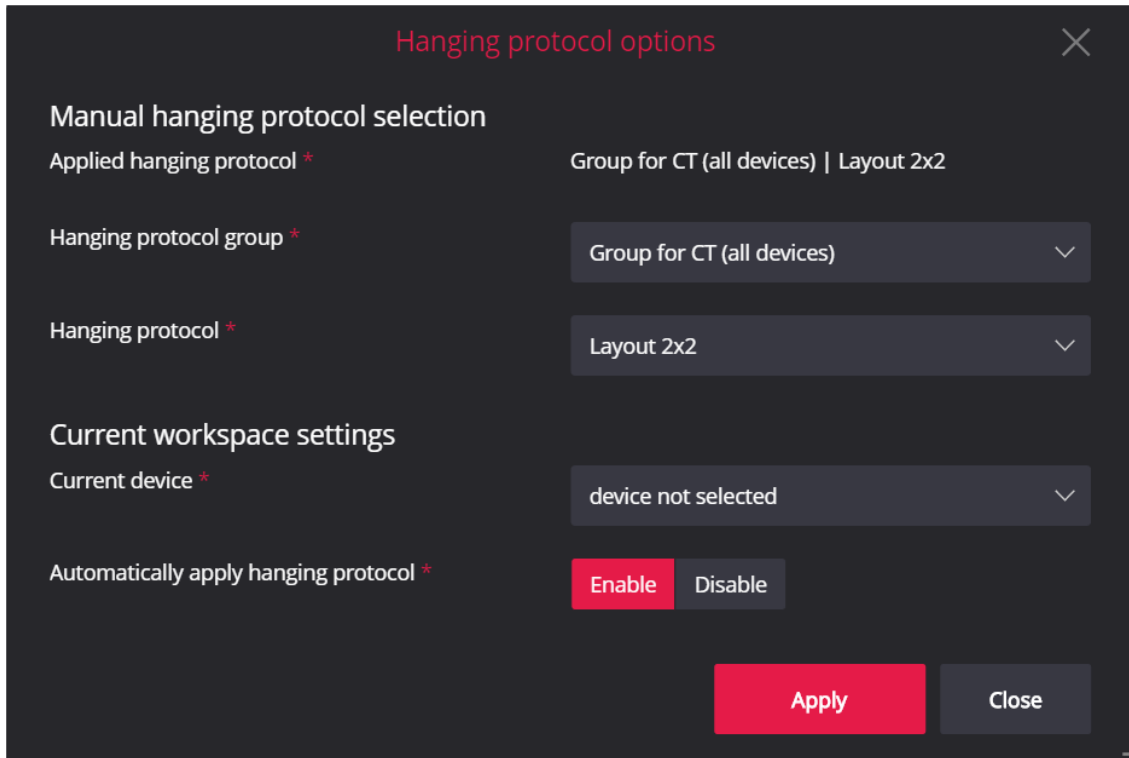 Hanging protocol options
Manual hanging protocol selection
Applied hanging protocol *
Group for CT (all devices) | Layout 2x2
Hanging protocol group *
Group for CT (all devices)
Hanging protocol *
Layout 2x2
Current workspace settings
Current device *
device not selected
Automatically apply hanging protocol *
Enable Disable
Apply Close